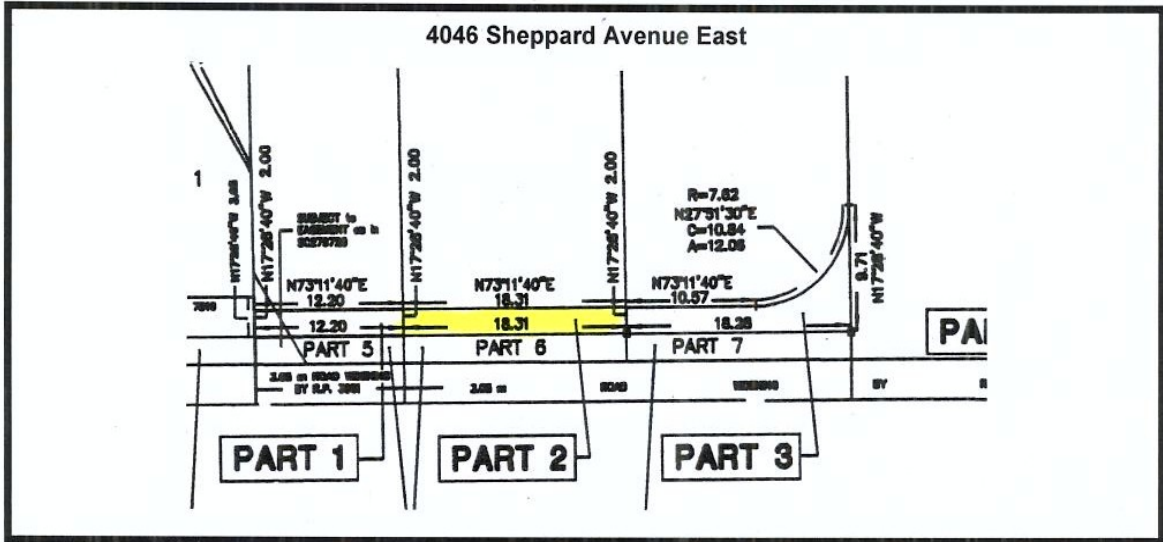 4046 Sheppard Avenue East
1
N17°28'40"W 2.00
SUBJECT to
EASEMENT as in
N17°28'40"W 2.00
N17°28'40"W 2.00
R=7.62
N27°51'30"E
C=10.84
A=12.06
9.71
N17°28'40"W
N73°11'40"E
12.20
N73°11'40"E
18.31
N73°11'40"E
10.57
12.20
18.31
18.28
PART 5
PART 6
PART 7
PA
3.05 m ROAD WIDENING
BY R.P. 3881
3.05 m
ROAD
WIDENING
BY
PART 1
PART 2
PART 3